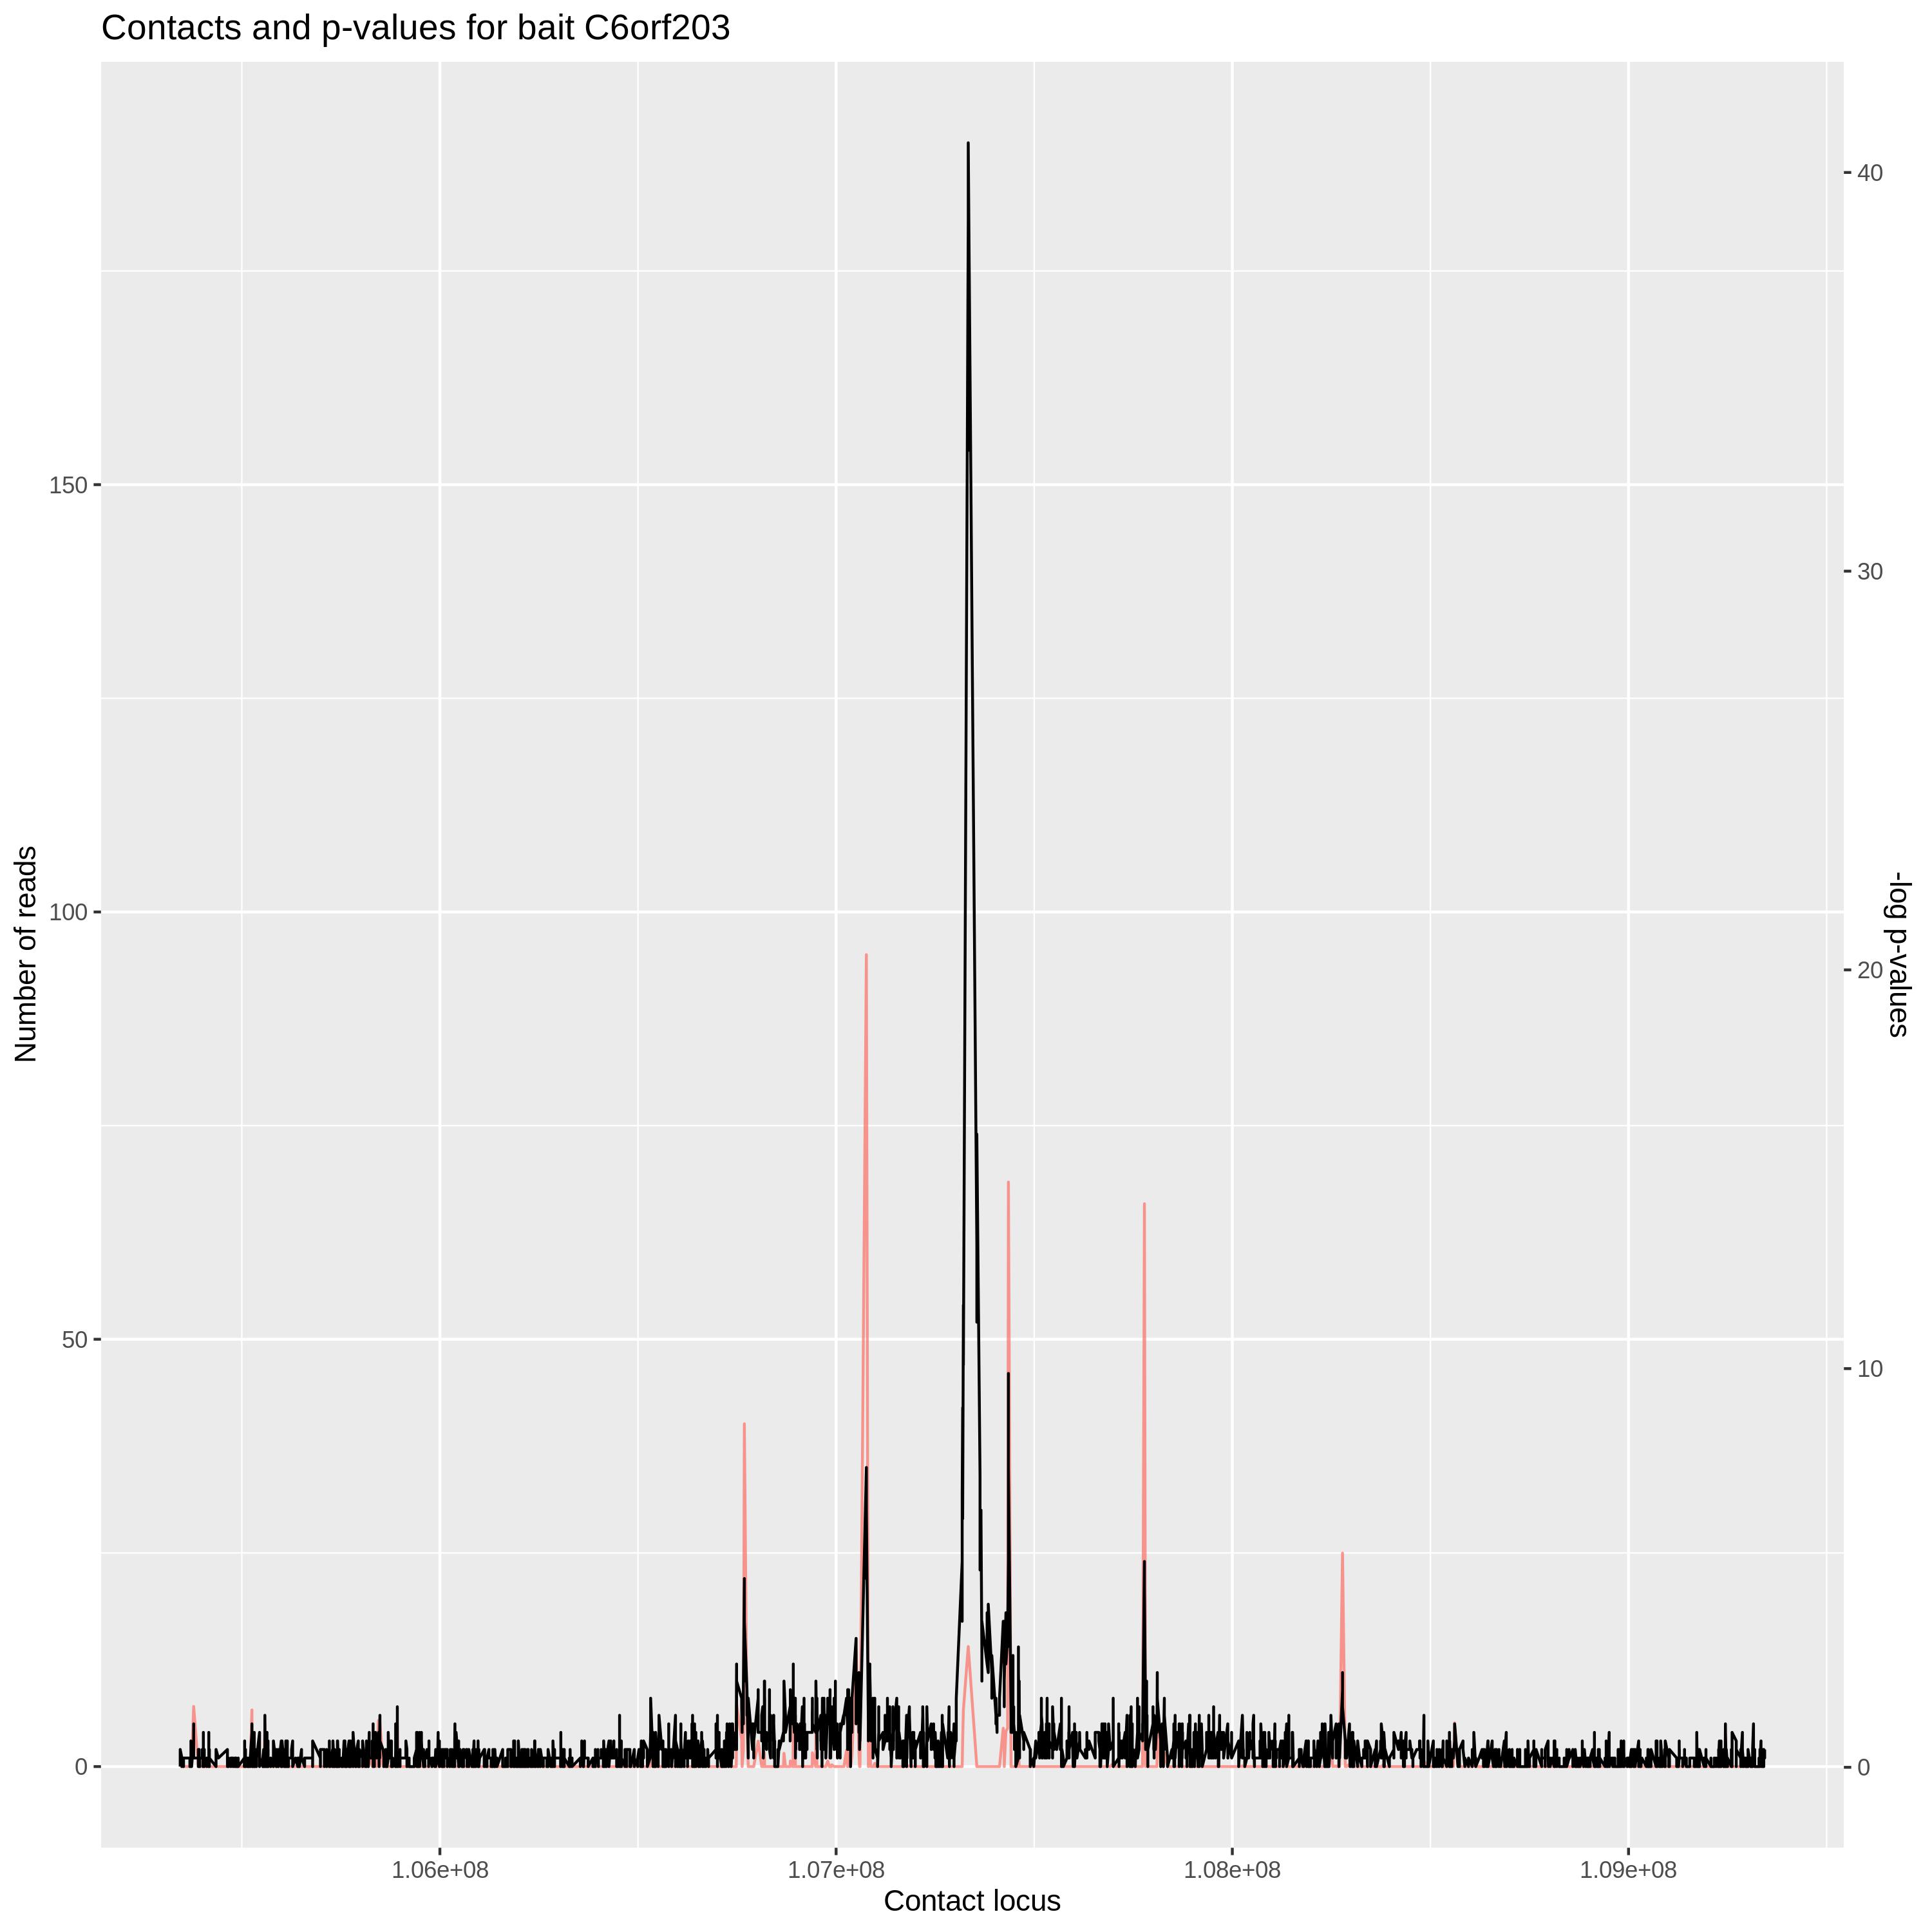 Contacts and p-values for bait C6orf203
Number of reads
150
100
50
0
40
30
20
10
0
-log p-values
1.06e+08
1.07e+08
1.08e+08
1.09e+08
Contact locus